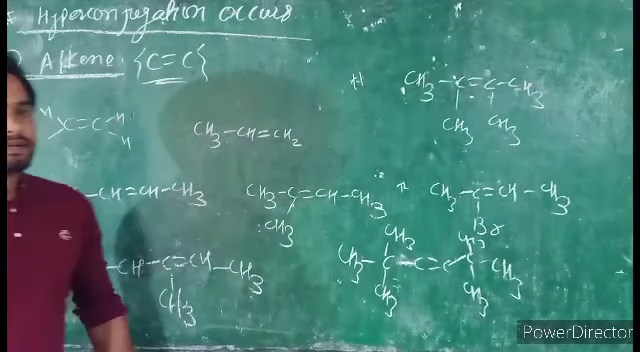 Hyperconjugation occurs
Alkene {C=C}
CH3-C=C-CH3
CH3 CH3
H H
C=C
H
CH3-CH=CH2
-CH=CH-CH3
CH3-C=CH-CH3
CH3
CH3-C=CH-CH3
Br
-CH-C=CH-CH3
CH3
CH3
CH3-C-C=C-C-CH3
CH3 CH3
PowerDirector